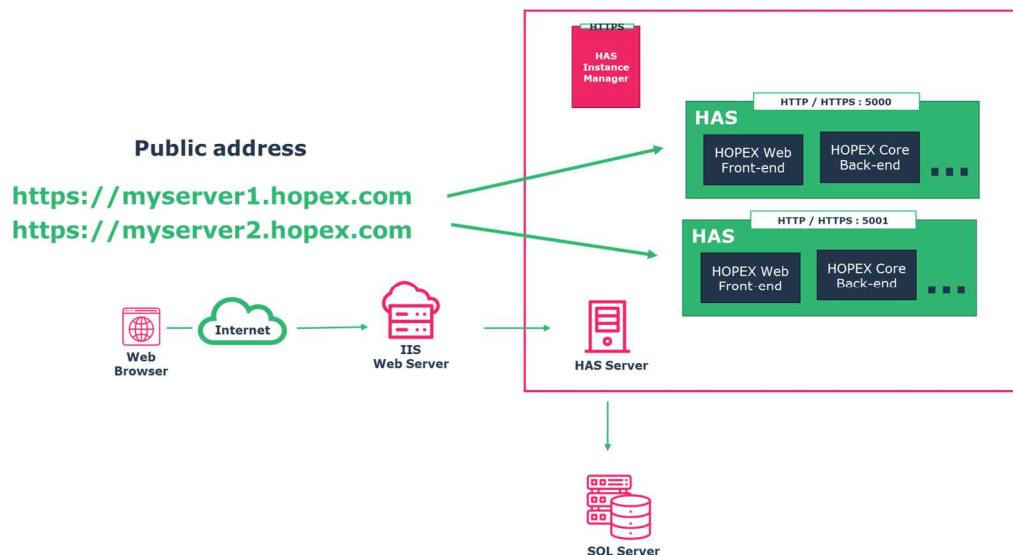 HTTPS
HAS
Instance
Manager
HTTP / HTTPS : 5000
HAS
HOPEX Web
Front-end
HOPEX Core
Back-end
...
Public address
https://myserver1.hopex.com
https://myserver2.hopex.com
HTTP / HTTPS : 5001
HAS
HOPEX Web
Front-end
HOPEX Core
Back-end
...
Internet
Web
Browser
IIS
Web Server
HAS Server
SQL Server